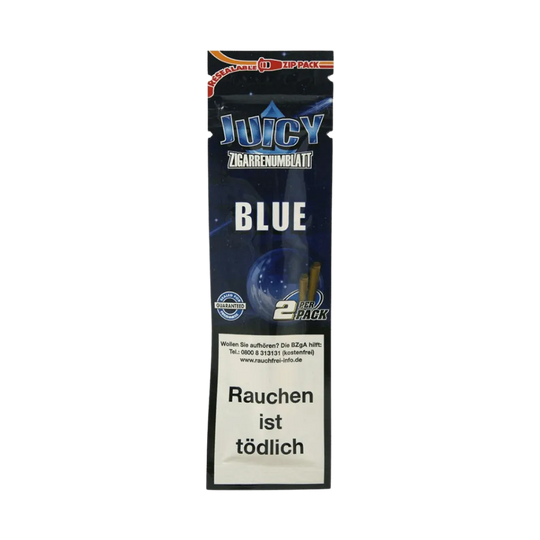 RESEALABLE ZIP PACK
JUICY
ZIGARRENUMBLATT
BLUE
GUARANTEED
2 PER
PACK
Wollen Sie aufhören? Die BZgA hilft:
Tel.: 0800 8 313131 (kostenfrei)
www.rauchfrei-info.de
Rauchen
ist
tödlich